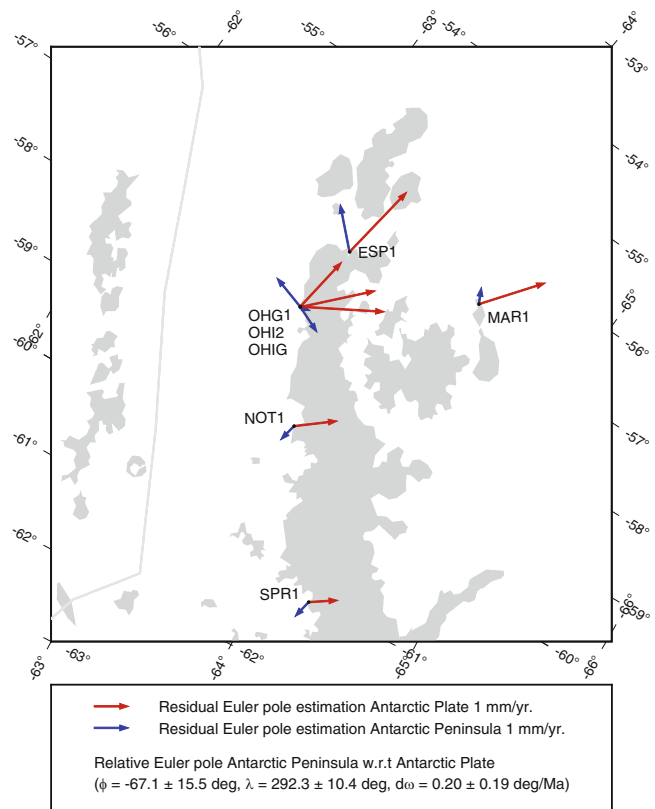 -56° -62 -55° -63 -54° -64°
-57°
-53°
-58°
-54°
-59°
ESP1
-55°
OHG1
MAR1
-65°
-62°
OHI2
-56°
-60°
OHIG
NOT1
-57°
-61°
-58°
-62°
SPR1
-66°
-59°
-63° -63° -64° -62° -65° -61° -60° -66°
Residual Euler pole estimation Antarctic Plate 1 mm/yr.
Residual Euler pole estimation Antarctic Peninsula 1 mm/yr.
Relative Euler pole Antarctic Peninsula w.r.t Antarctic Plate
(ϕ = -67.1 ± 15.5 deg, λ = 292.3 ± 10.4 deg, dω = 0.20 ± 0.19 deg/Ma)